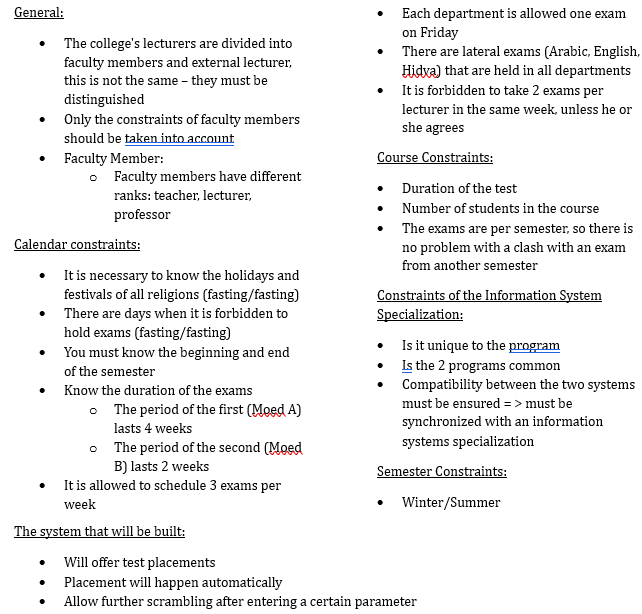 General:
• The college's lecturers are divided into
faculty members and external lecturer,
this is not the same – they must be
distinguished
• Only the constraints of faculty members
should be taken into account
• Faculty Member:
o Faculty members have different
ranks: teacher, lecturer,
professor
Calendar constraints:
• It is necessary to know the holidays and
festivals of all religions (fasting/fasting)
• There are days when it is forbidden to
hold exams (fasting/fasting)
• You must know the beginning and end
of the semester
• Know the duration of the exams
o The period of the first (Moed A)
lasts 4 weeks
o The period of the second (Moed
B) lasts 2 weeks
• It is allowed to schedule 3 exams per
week
• Each department is allowed one exam
on Friday
• There are lateral exams (Arabic, English,
Hidva) that are held in all departments
• It is forbidden to take 2 exams per
lecturer in the same week, unless he or
she agrees
Course Constraints:
• Duration of the test
• Number of students in the course
• The exams are per semester, so there is
no problem with a clash with an exam
from another semester
Constraints of the Information System
Specialization:
• Is it unique to the program
• Is the 2 programs common
• Compatibility between the two systems
must be ensured = > must be
synchronized with an information
systems specialization
Semester Constraints:
• Winter/Summer
The system that will be built:
• Will offer test placements
• Placement will happen automatically
• Allow further scrambling after entering a certain parameter